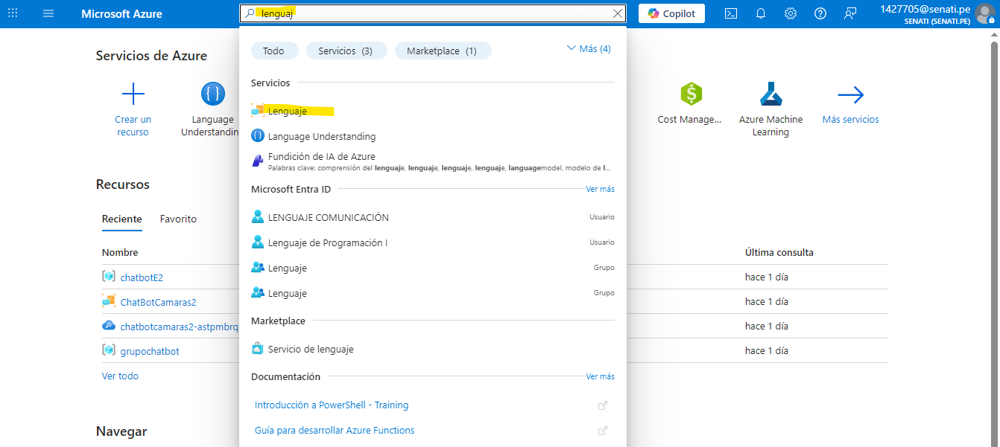 Microsoft Azure
lenguaj
Copilot
1427705@senati.pe
SENATI (SENATI.PE)
Servicios de Azure
Crear un
recurso
Language
Understandin
Todo
Servicios (3)
Marketplace (1)
Más (4)
Servicios
Lenguaje
Language Understanding
Fundición de IA de Azure
Palabras clave: comprensión del lenguaje, lenguaje, lenguaje, lenguaje, languagemodel, modelo de l...
Microsoft Entra ID
Ver más
LENGUAJE COMUNICACIÓN
Usuario
Lenguaje de Programación I
Usuario
Lenguaje
Grupo
Lenguaje
Grupo
Marketplace
Servicio de lenguaje
Documentación
Ver más
Introducción a PowerShell - Training
Guía para desarrollar Azure Functions
Cost Manage...
Azure Machine
Learning
Más servicios
Recursos
Reciente
Favorito
Nombre
Última consulta
chatbotE2
hace 1 día
ChatBotCamaras2
hace 1 día
chatbotcamaras2-astpmbrq
hace 1 día
grupochatbot
hace 1 día
Ver todo
Navegar